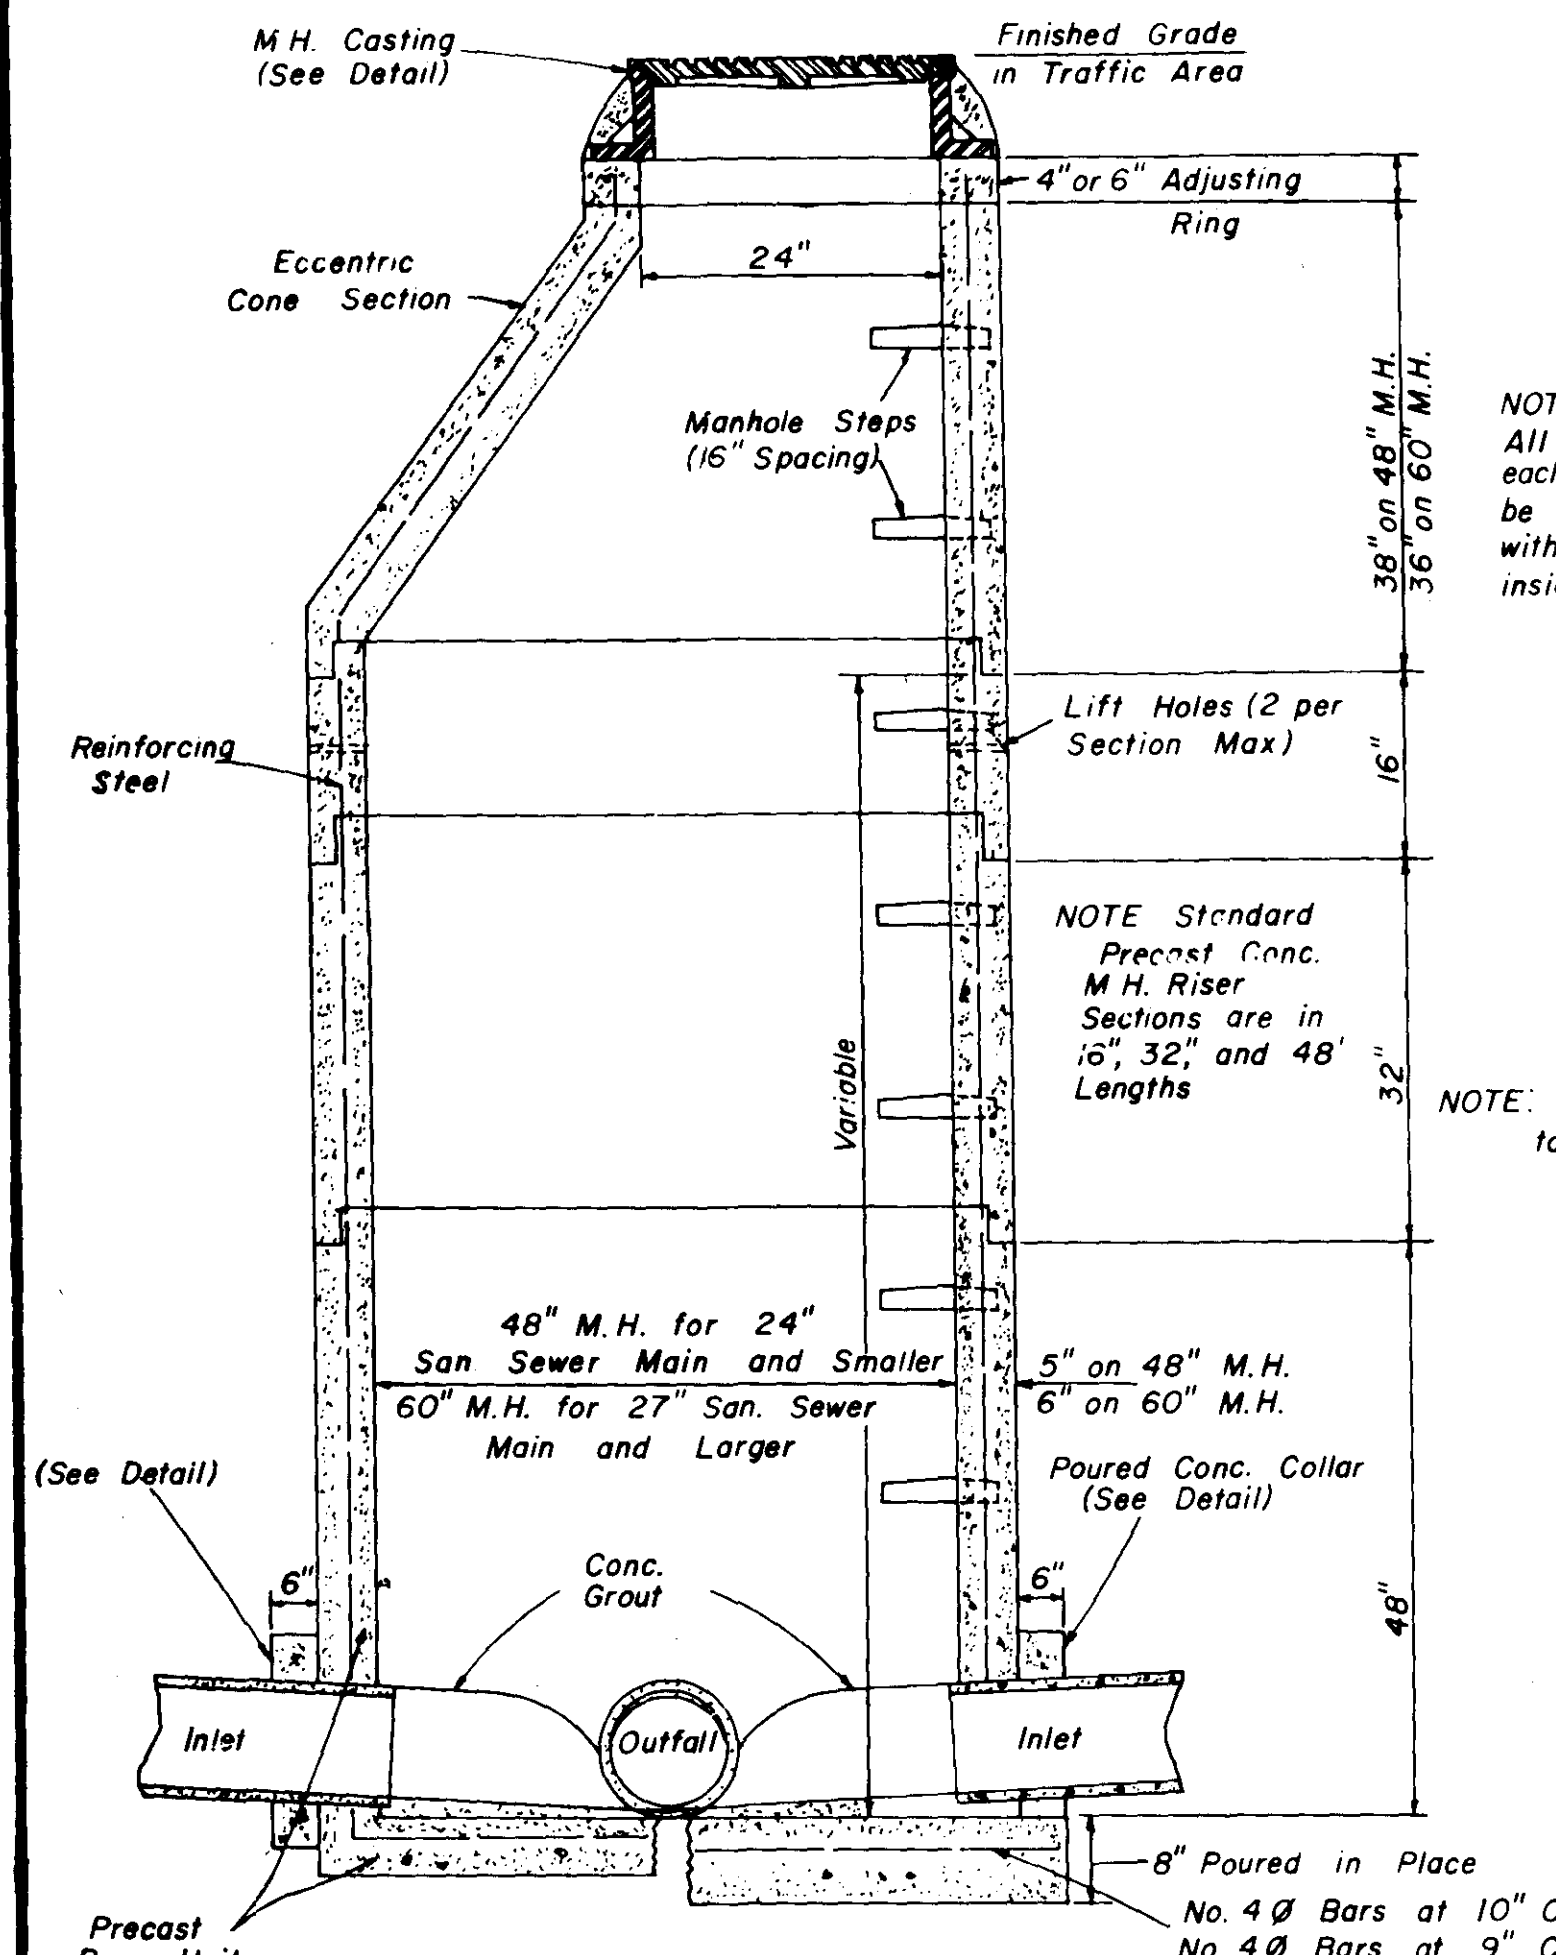 M.H. Casting
(See Detail)
Finished Grade
in Traffic Area
4" or 6" Adjusting
Ring
Eccentric
Cone Section
24"
Manhole Steps
(16" Spacing)
38" on 48" M.H.
36" on 60" M.H.
All
be
with
Reinforcing
Steel
Lift Holes (2 per
Section Max)
16"
NOTE Standard
Precast Conc.
M H. Riser
Sections are in
16", 32," and 48'
Lengths
Variable
32"
NOTE:
48" M.H. for 24"
San Sewer Main and Smaller
60" M.H. for 27" San. Sewer
Main and Larger
5" on 48" M.H.
6" on 60" M.H.
(See Detail)
Poured Conc. Collar
(See Detail)
6"
Conc.
Grout
6"
48"
Inlet
Outfall
Inlet
8" Poured in Place
No. 4 Ø Bars at 10"
No. 4 Ø Bars at 9"
Precast